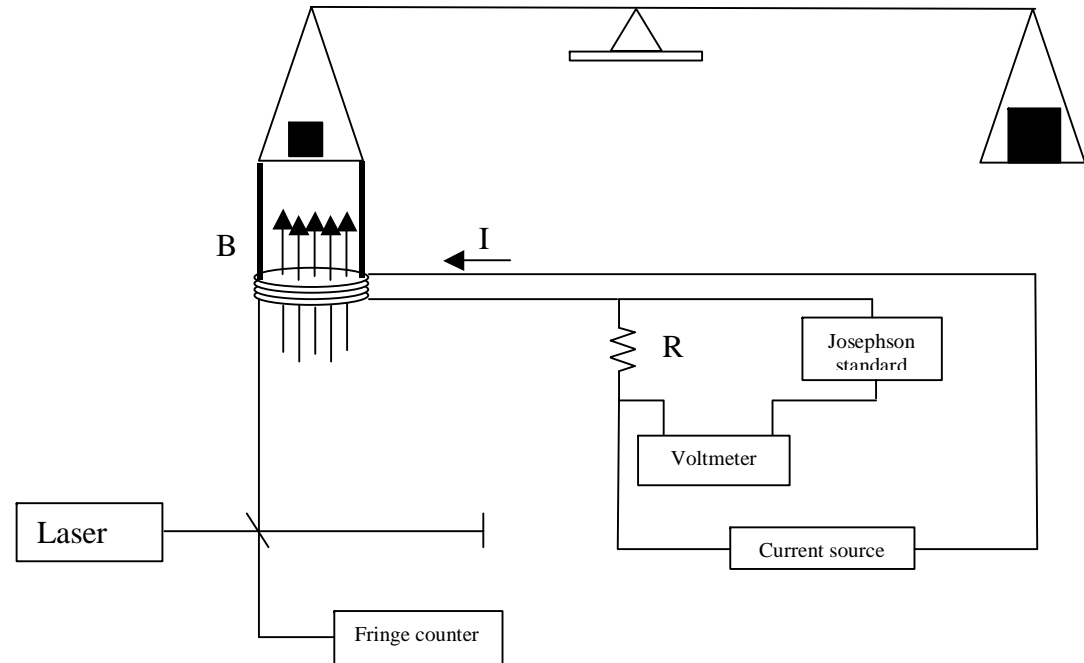 B
I
R
Josephson
standard
Voltmeter
Laser
Current source
Fringe counter